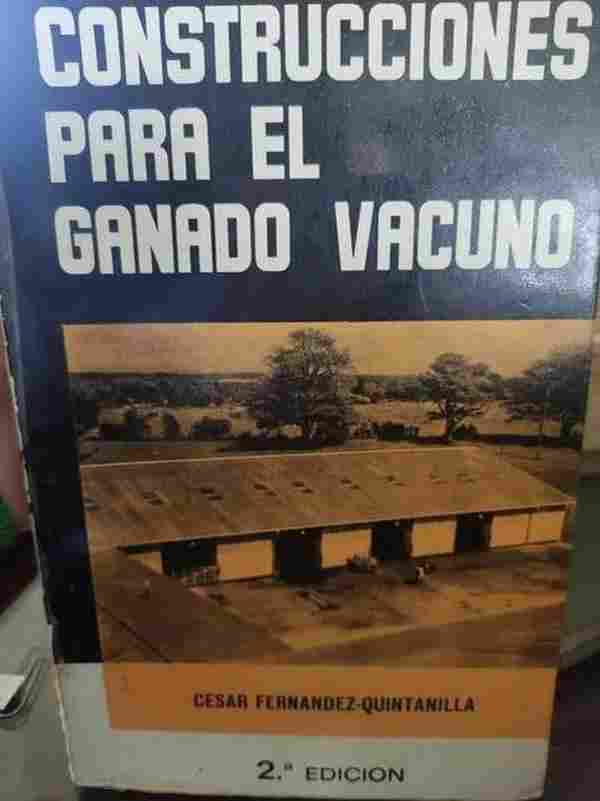 CONSTRUCCIONES
PARA EL
GANADO VACUNO
CESAR FERNANDEZ-QUINTANILLA
2.ª EDICION